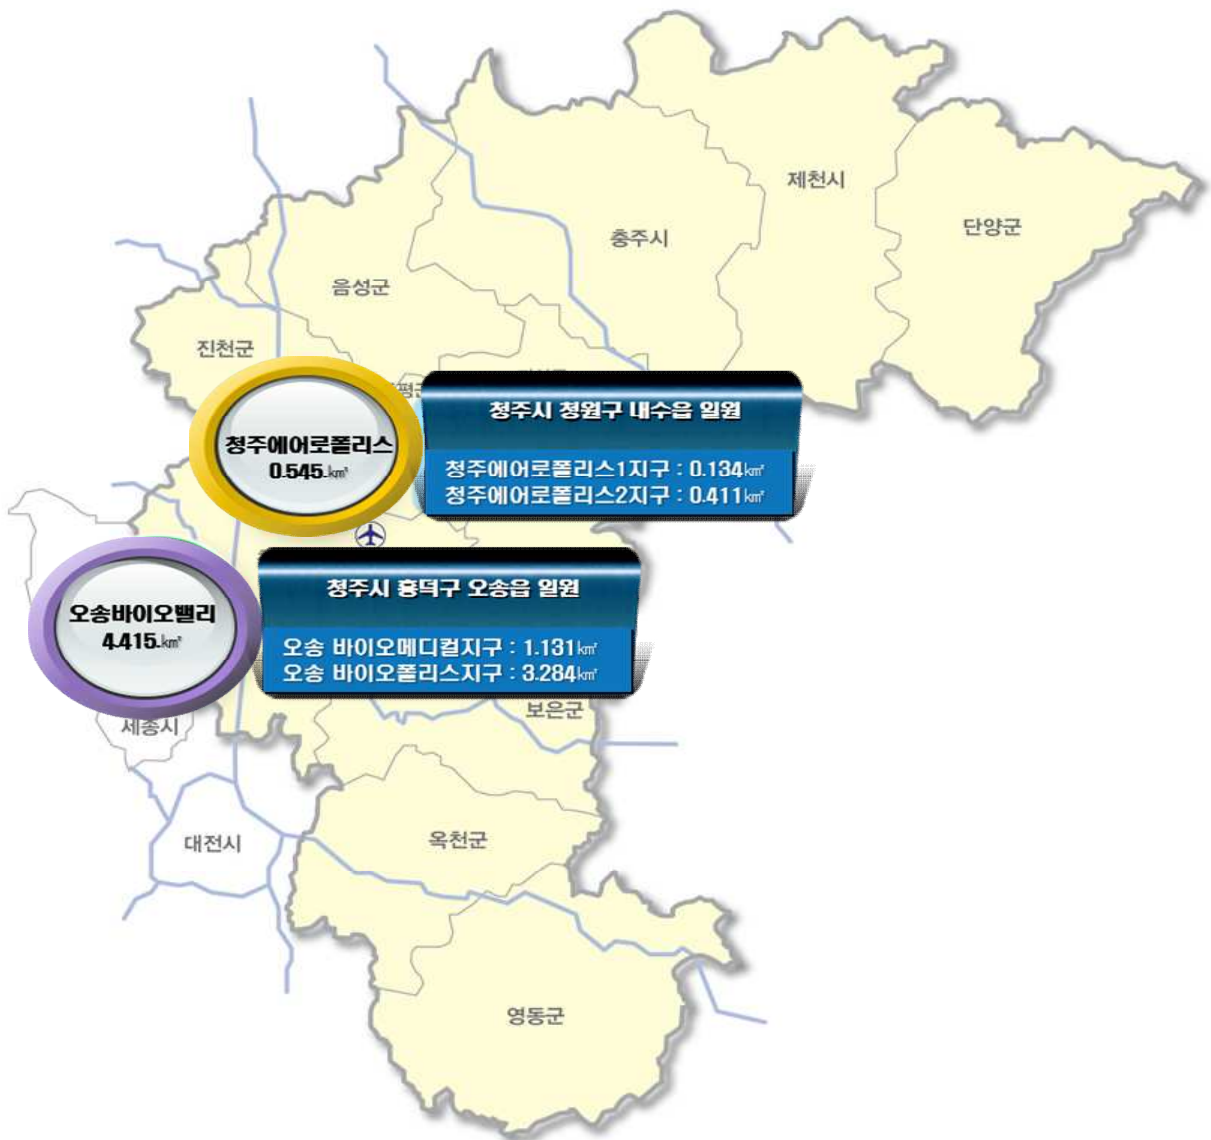 제천시
단양군
충주시
음성군
진천군
청주에어로폴리스
0.545㎢
청주시 청원구 내수읍 일원
청주에어로폴리스1지구 : 0.134㎢
청주에어로폴리스2지구 : 0.411㎢
오송바이오밸리
4.415㎢
청주시 흥덕구 오송읍 일원
오송 바이오메디컬지구 : 1.131㎢
오송 바이오폴리스지구 : 3.284㎢
보은군
세종시
대전시
옥천군
영동군